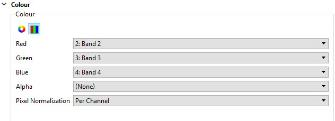 Colour
Colour
Red 2: Band 2
Green 3: Band 3
Blue 4: Band 4
Alpha (None)
Pixel Normalization Per Channel